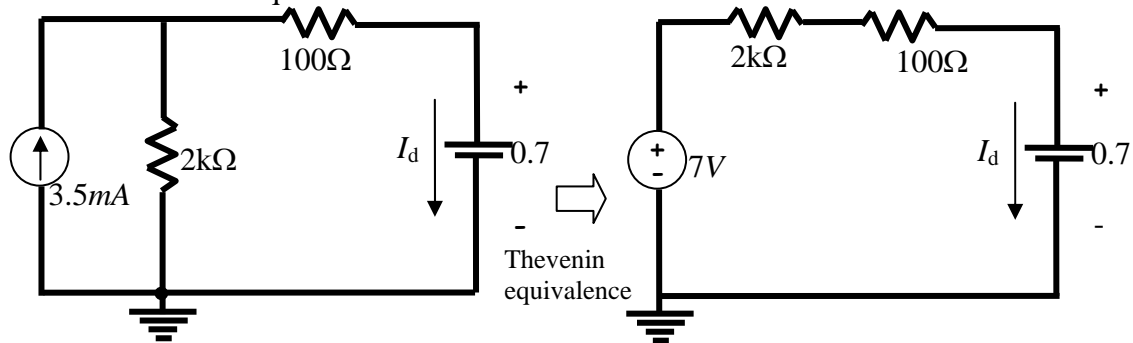 100Ω
2kΩ
3.5mA
I_d
+
0.7
-
Thevenin
equivalence
2kΩ
100Ω
+
-
7V
I_d
+
0.7
-